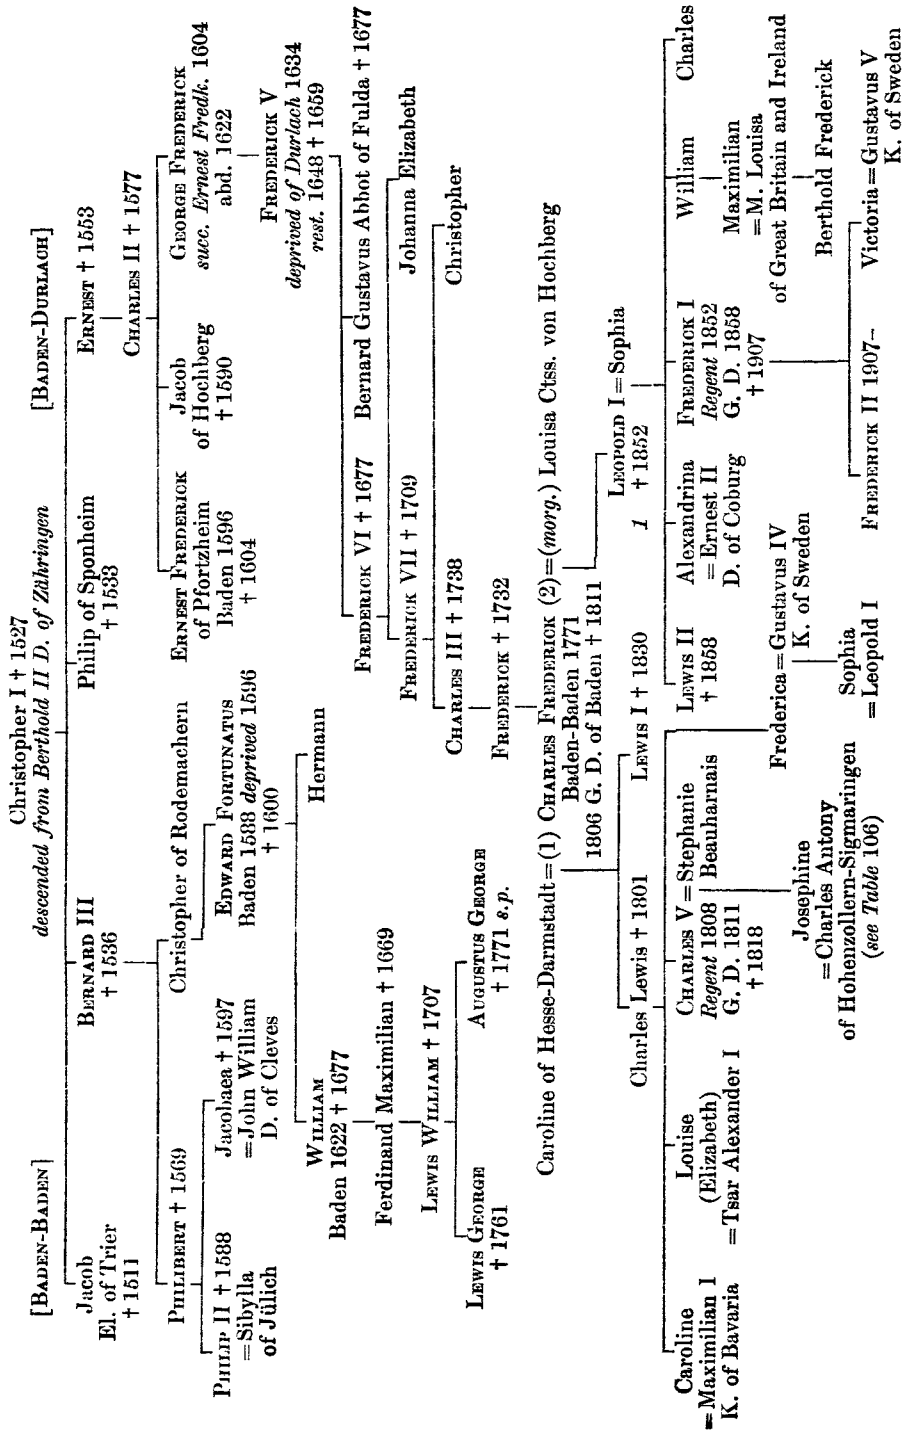 Christopher I † 1527
descended from Berthold II D. of Zähringen
[BADEN-BADEN]
[BADEN-DURLACH]
Jacob
El. of Trier
† 1511
BERNARD III
† 1536
Philip of Sponheim
† 1533
ERNEST † 1553
CHARLES II † 1577
PHILIBERT † 1569
Christopher of Rodemachern
ERNEST FREDERICK
of Pfortzheim
Baden 1596
† 1604
Jacob
of Hochberg
† 1590
GEORGE FREDERICK
succ. Ernest Fredk. 1604
abd. 1622
PHILIP II † 1588
=Sibylla
of Jülich
Jacobaea † 1597
=John William
D. of Cleves
EDWARD FORTUNATUS
Baden 1588 deprived 1596
† 1600
FREDERICK V
deprived of Durlach 1634
rest. 1648 † 1659
WILLIAM
Baden 1622 † 1677
Hermann
FREDERICK VI † 1677
Bernard Gustavus Abbot of Fulda † 1677
Ferdinand Maximilian † 1669
FREDERICK VII † 1709
Johanna Elizabeth
LEWIS WILLIAM † 1707
CHARLES III † 1738
Christopher
LEWIS GEORGE
† 1761
AUGUSTUS GEORGE
† 1771 s.p.
FREDERICK † 1732
Caroline of Hesse-Darmstadt=(1) CHARLES FREDERICK (2)=(morg.) Louisa Ctss. von Hochberg
Baden-Baden 1771
1806 G. D. of Baden † 1811
Charles Lewis † 1801
LEWIS I † 1830
LEOPOLD I=Sophia
† 1852
1
Caroline
=Maximilian I
K. of Bavaria
Louise
(Elizabeth)
=Tsar Alexander I
CHARLES V=Stephanie
Regent 1808 Beauharnais
G. D. 1811
† 1818
LEWIS II
† 1858
Alexandrina
=Ernest II
D. of Coburg
FREDERICK I
Regent 1852
G. D. 1858
† 1907
William
Charles
Maximilian
=M. Louisa
of Great Britain and Ireland
Frederica=Gustavus IV
K. of Sweden
Berthold Frederick
Josephine
=Charles Antony
of Hohenzollern-Sigmaringen
(see Table 106)
Sophia
=Leopold I
FREDERICK II 1907–
Victoria=Gustavus V
K. of Sweden